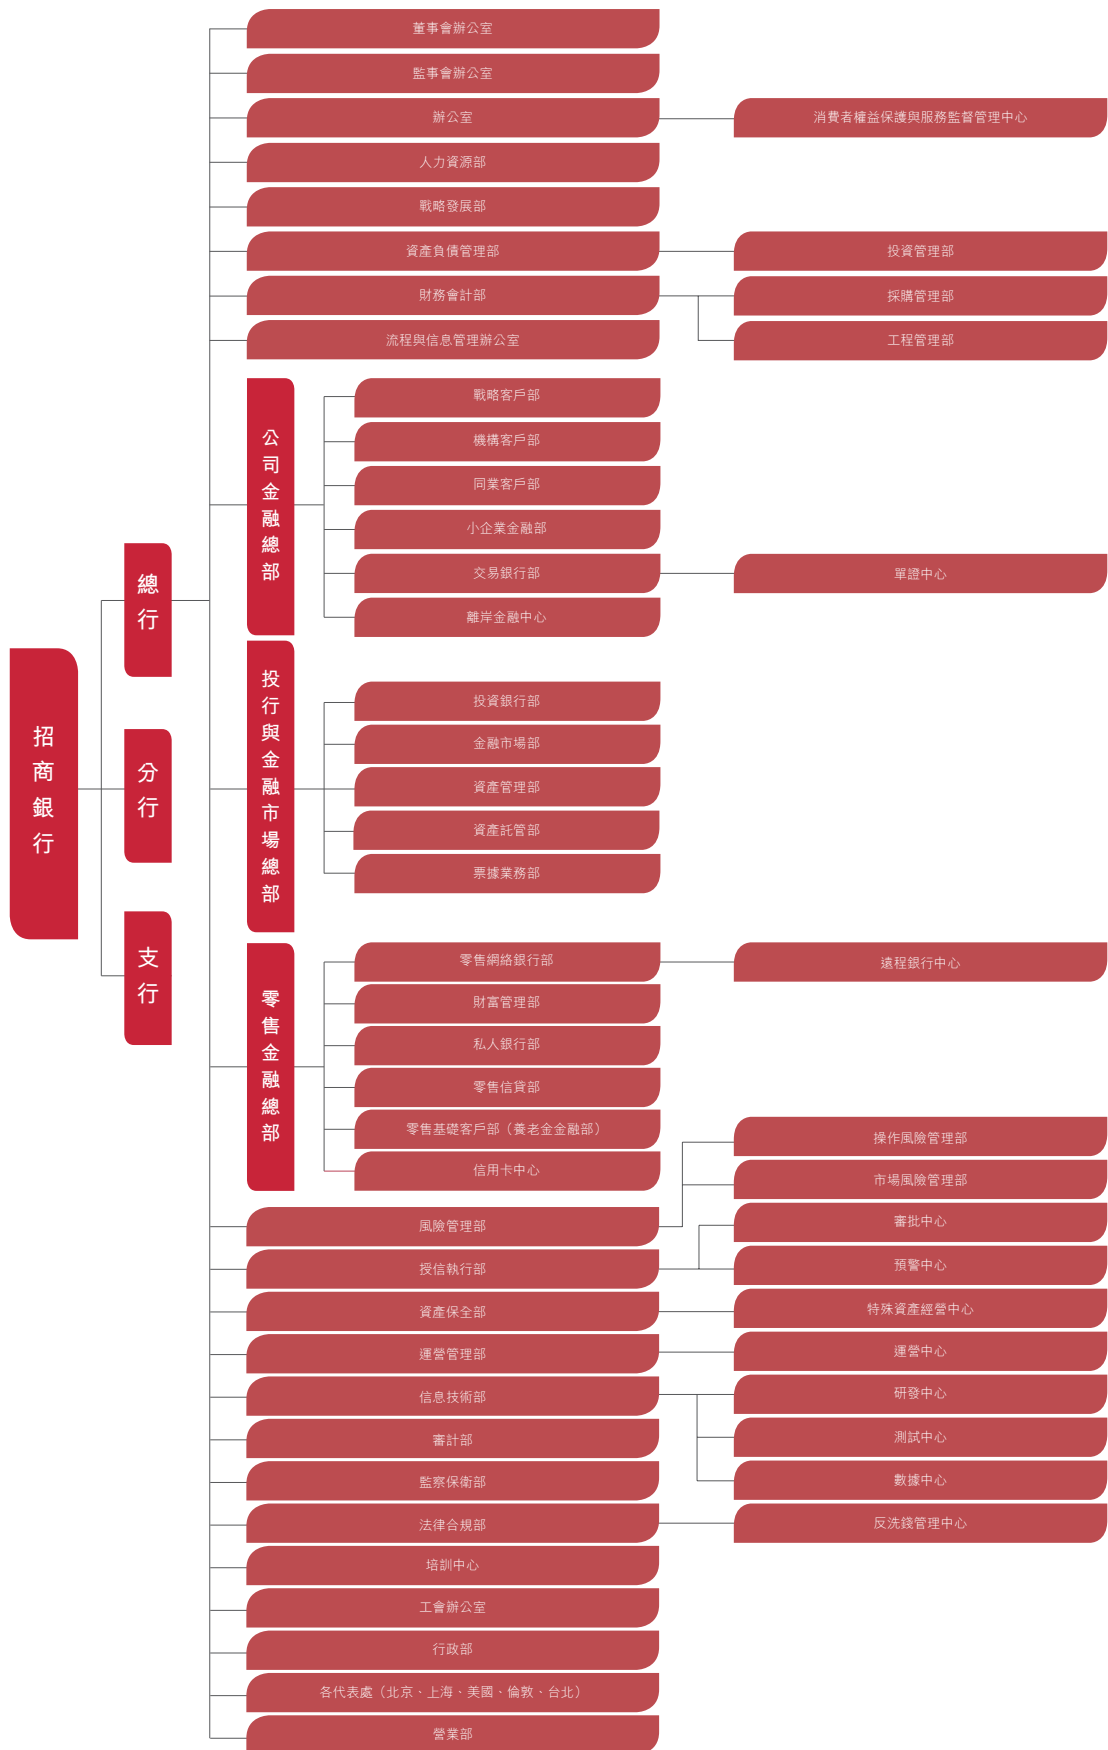 招商銀行
總行
分行
支行
董事會辦公室
監事會辦公室
辦公室
消費者權益保護與服務監督管理中心
人力資源部
戰略發展部
資產負債管理部
投資管理部
財務會計部
採購管理部
工程管理部
流程與信息管理辦公室
公司金融總部
戰略客戶部
機構客戶部
同業客戶部
小企業金融部
交易銀行部
單證中心
離岸金融中心
投行與金融市場總部
投資銀行部
金融市場部
資產管理部
資產託管部
票據業務部
零售金融總部
零售網絡銀行部
遠程銀行中心
財富管理部
私人銀行部
零售信貸部
零售基礎客戶部（養老金金融部）
信用卡中心
風險管理部
操作風險管理部
市場風險管理部
授信執行部
審批中心
預警中心
資產保全部
特殊資產經營中心
運營管理部
運營中心
信息技術部
研發中心
測試中心
數據中心
審計部
監察保衛部
法律合規部
反洗錢管理中心
培訓中心
工會辦公室
行政部
各代表處（北京、上海、美國、倫敦、台北）
營業部